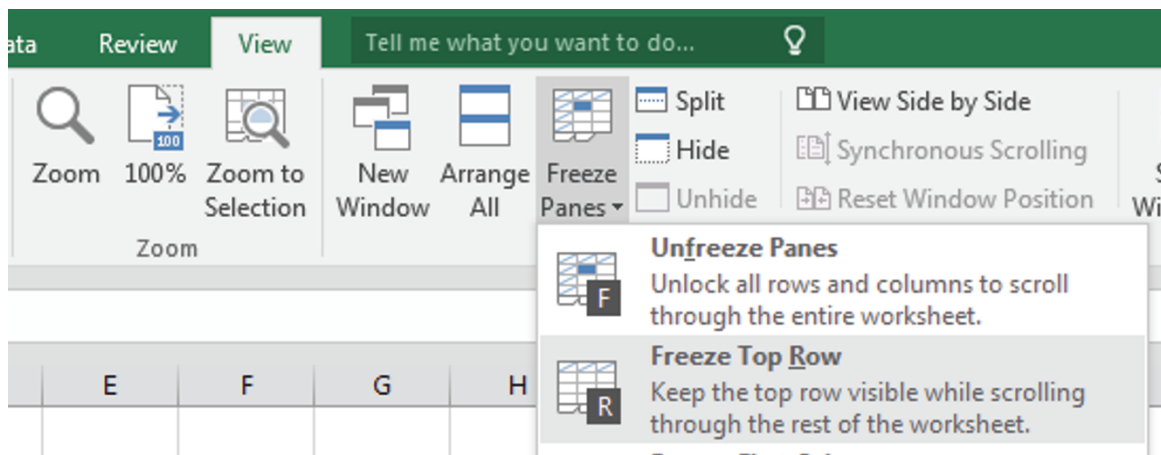 ata Review View Tell me what you want to do...
Split View Side by Side
100
Hide Synchronous Scrolling
Zoom 100% Zoom to New Arrange Freeze
Unhide Reset Window Position
Selection Window All Panes Wi
Zoom
Unfreeze Panes
Unlock all rows and columns to scroll
F
through the entire worksheet.
Freeze Top Row
E F G H
Keep the top row visible while scrolling
R
through the rest of the worksheet.